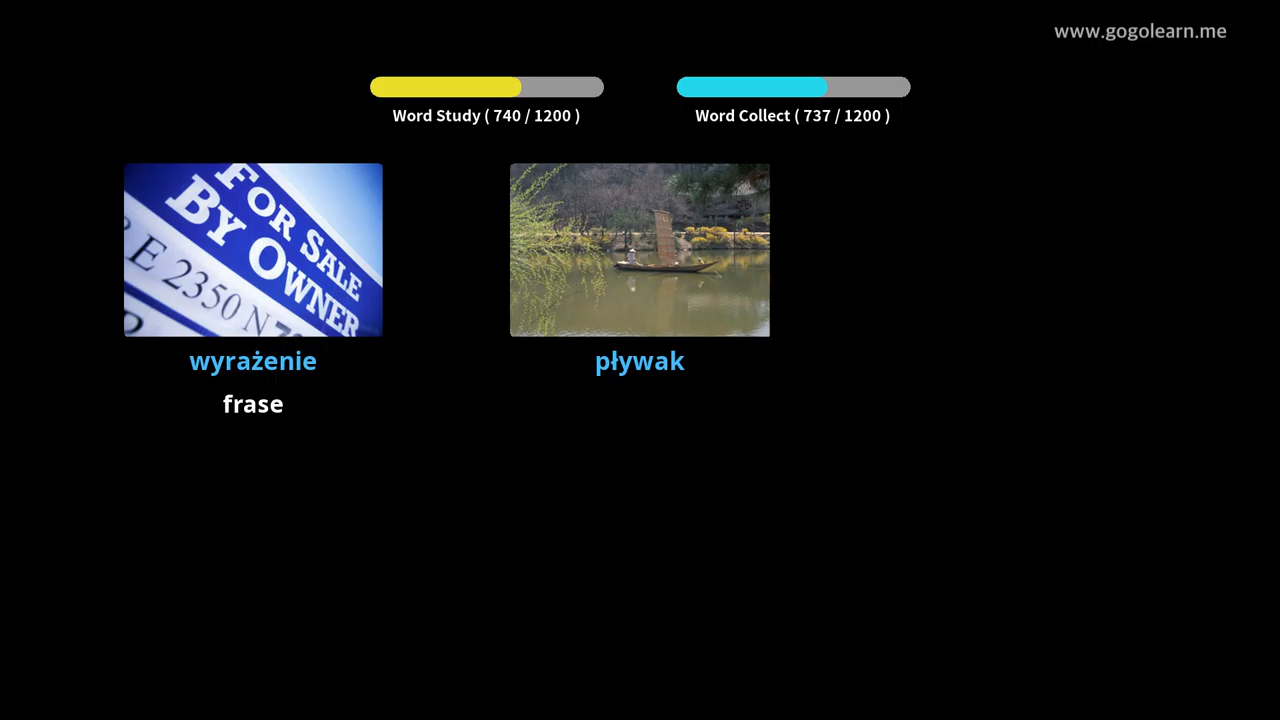 www.gogolearn.me
Word Study ( 740 / 1200 )
Word Collect ( 737 / 1200 )
FOR SALE
BY OWNER
E 2350 N
wyrażenie
pływak
frase